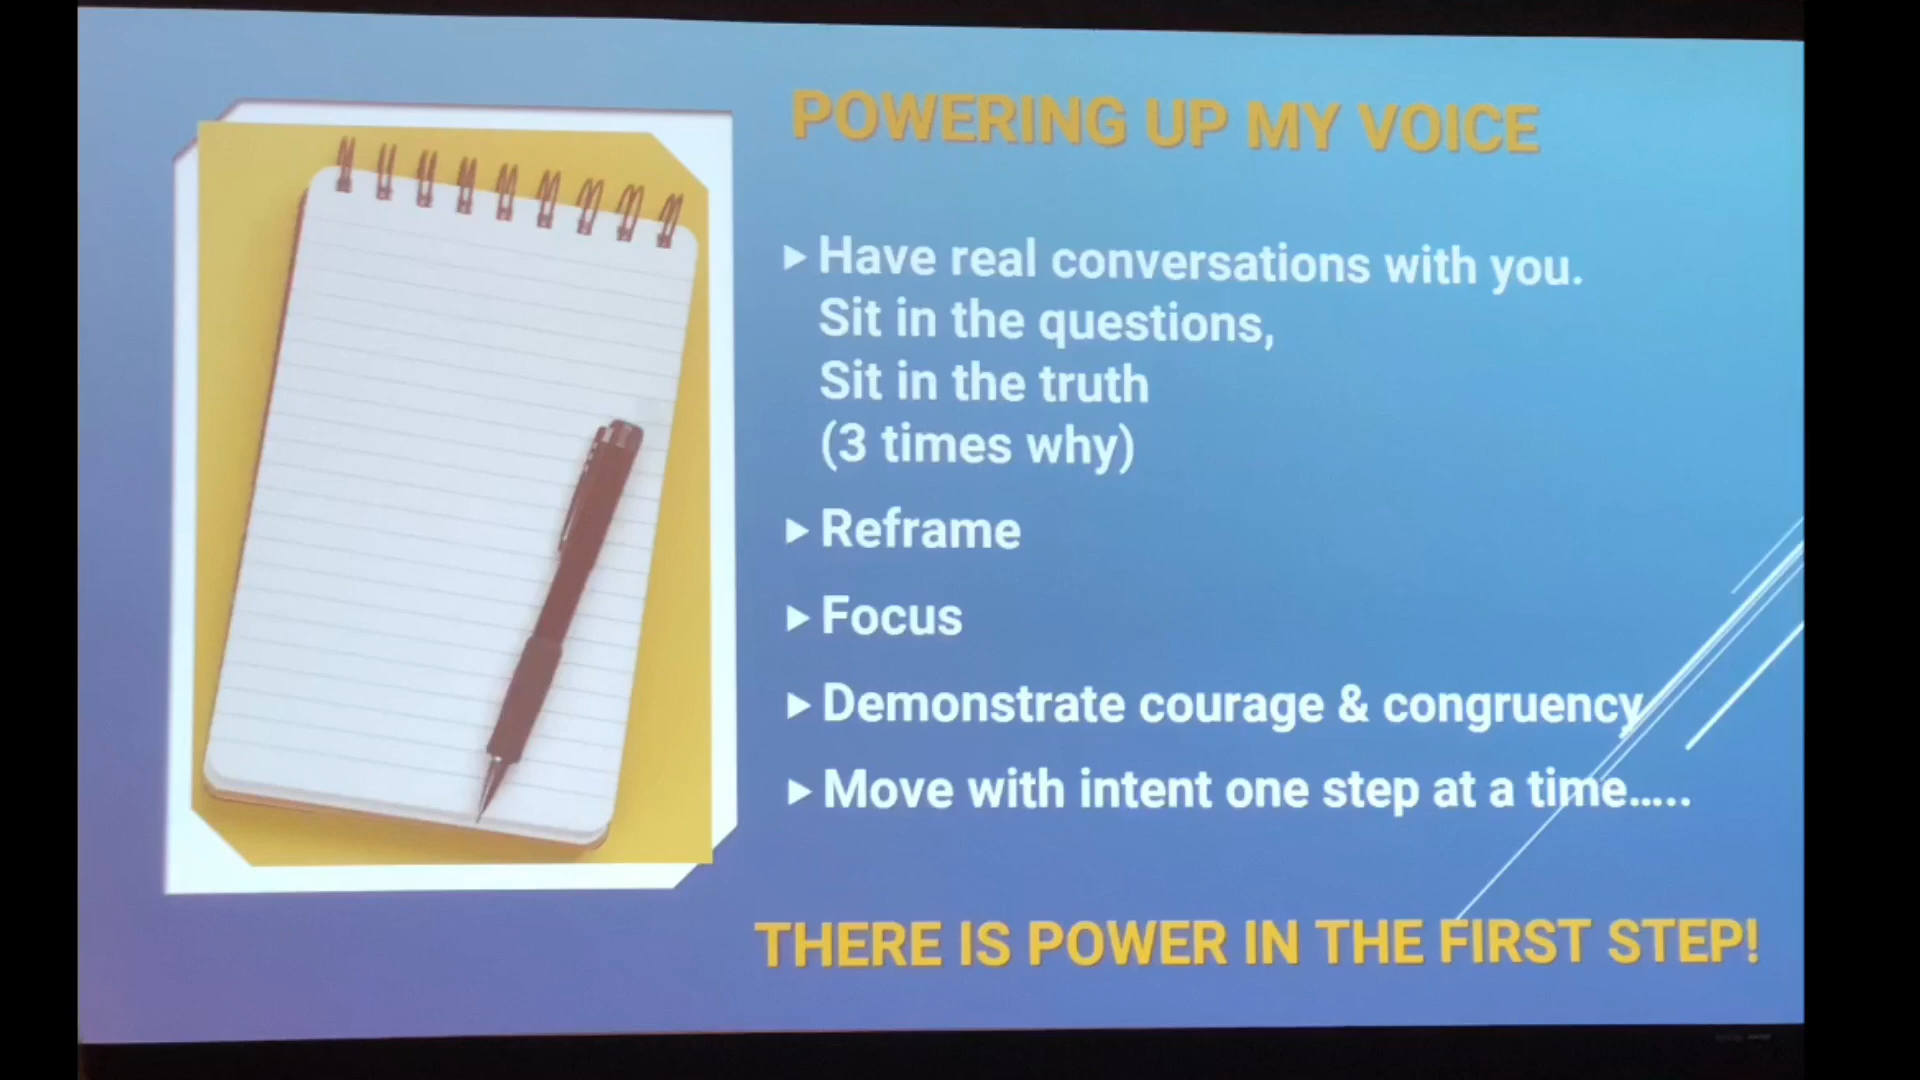 POWERING UP MY VOICE
▶ Have real conversations with you.
Sit in the questions,
Sit in the truth
(3 times why)
▶ Reframe
▶ Focus
▶ Demonstrate courage & congruency
▶ Move with intent one step at a time.....
THERE IS POWER IN THE FIRST STEP!